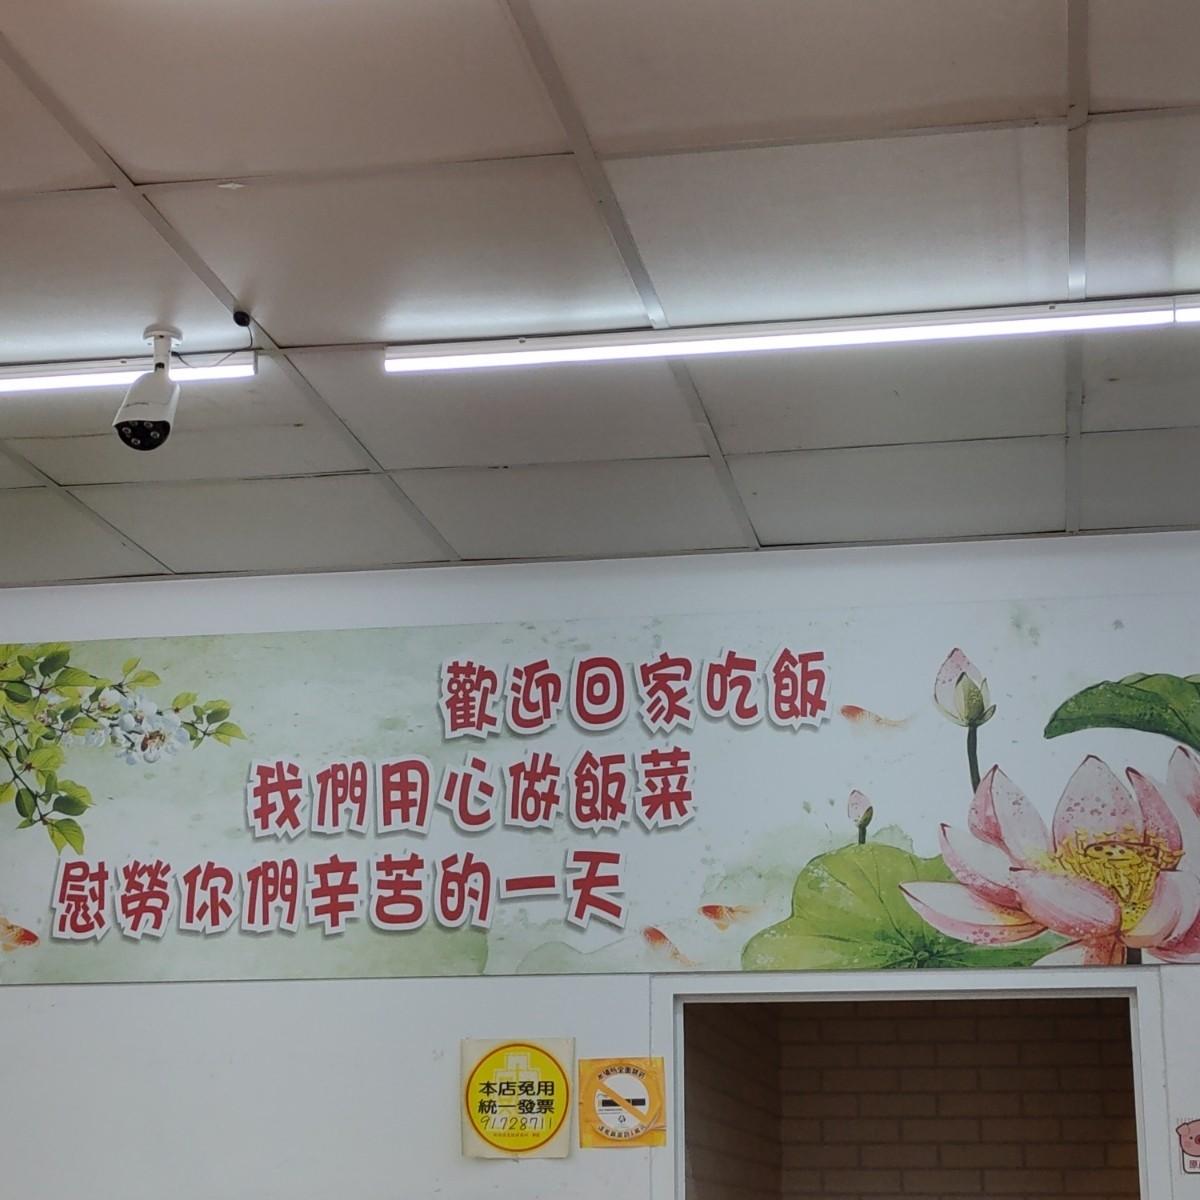 歡迎回家吃飯
我們用心做飯菜
慰勞你們辛苦的一天
本店免用
統一發票
91728711